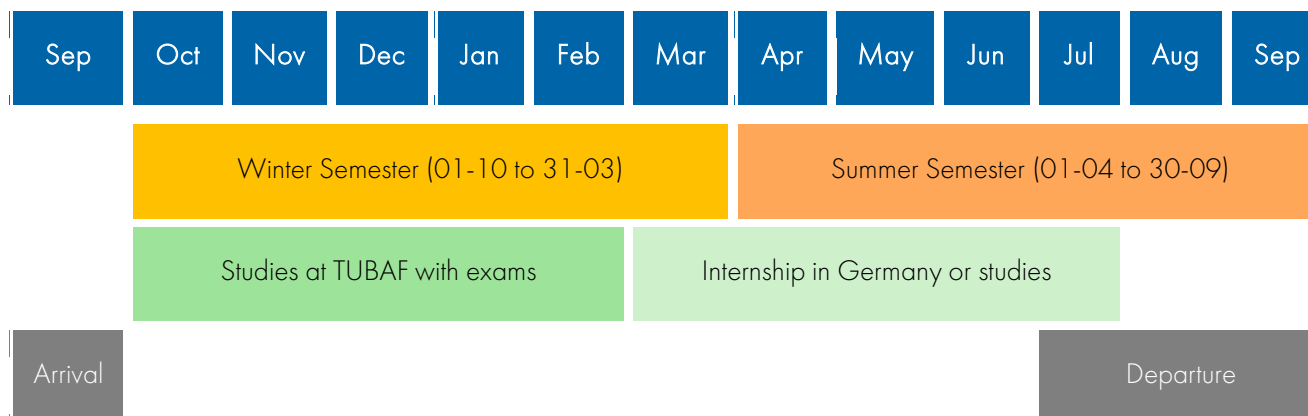 Sep Oct Nov Dec Jan Feb Mar Apr May Jun Jul Aug Sep
Winter Semester (01-10 to 31-03) Summer Semester (01-04 to 30-09)
Studies at TUBAF with exams Internship in Germany or studies
Arrival Departure